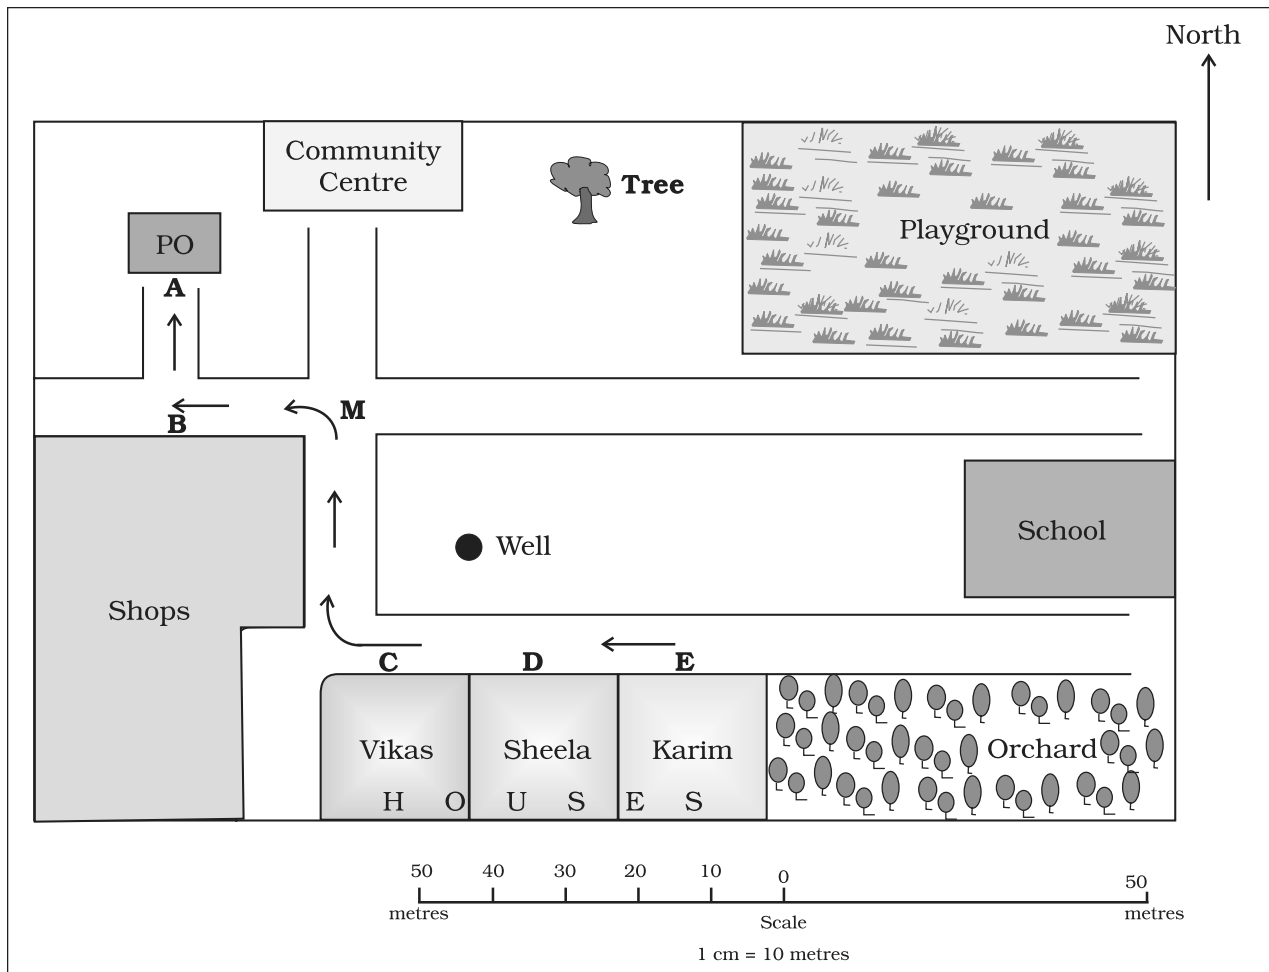 North
Community
Centre
Tree
PO
Playground
A
M
B
School
Well
Shops
C D E
Vikas Sheela Karim Orchard
H O U S E S
50 40 30 20 10 0 50
metres metres
Scale
1 cm = 10 metres